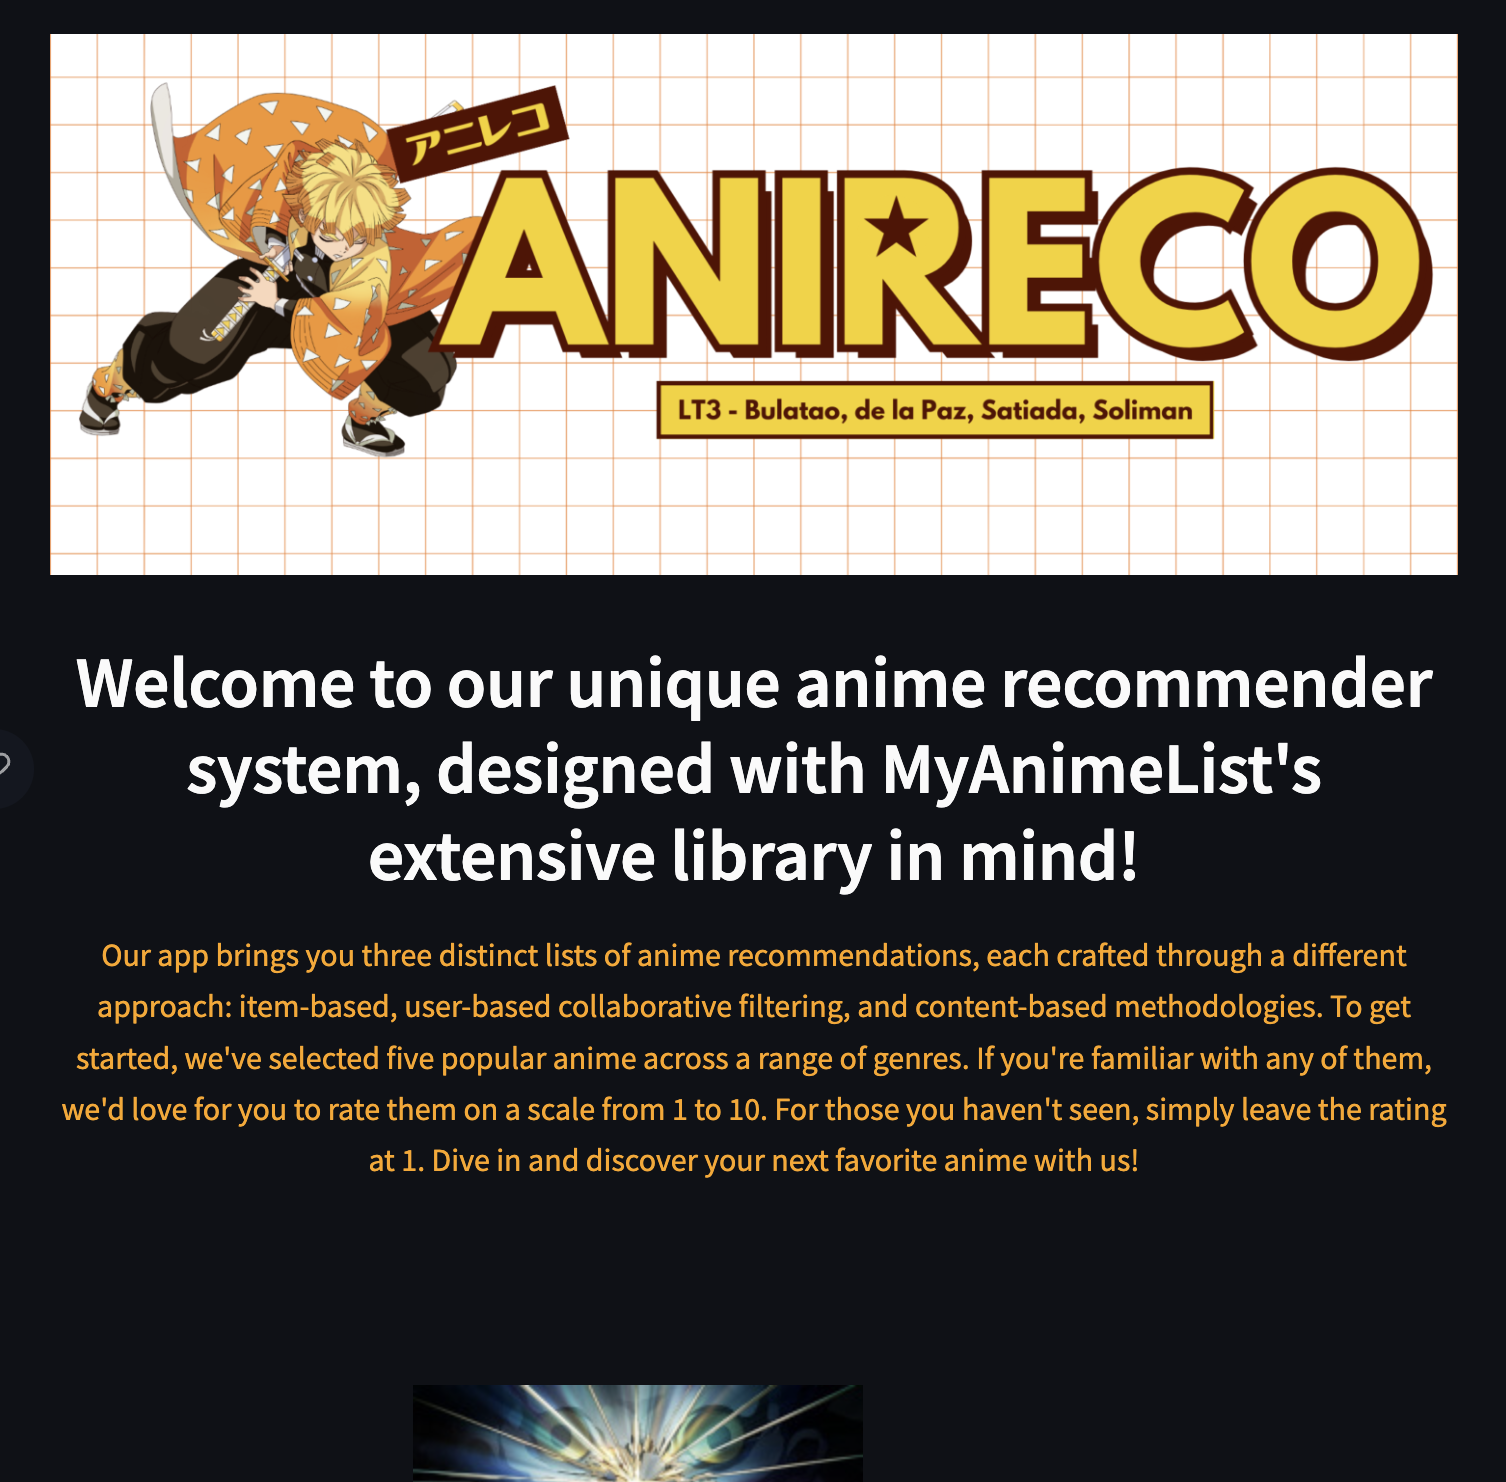 アニレコ
ANIRECO
LT3 - Bulatao, de la Paz, Satiada, Soliman
Welcome to our unique anime recommender
system, designed with MyAnimeList's
extensive library in mind!
Our app brings you three distinct lists of anime recommendations, each crafted through a different
approach: item-based, user-based collaborative filtering, and content-based methodologies. To get
started, we've selected five popular anime across a range of genres. If you're familiar with any of them,
we'd love for you to rate them on a scale from 1 to 10. For those you haven't seen, simply leave the rating
at 1. Dive in and discover your next favorite anime with us!